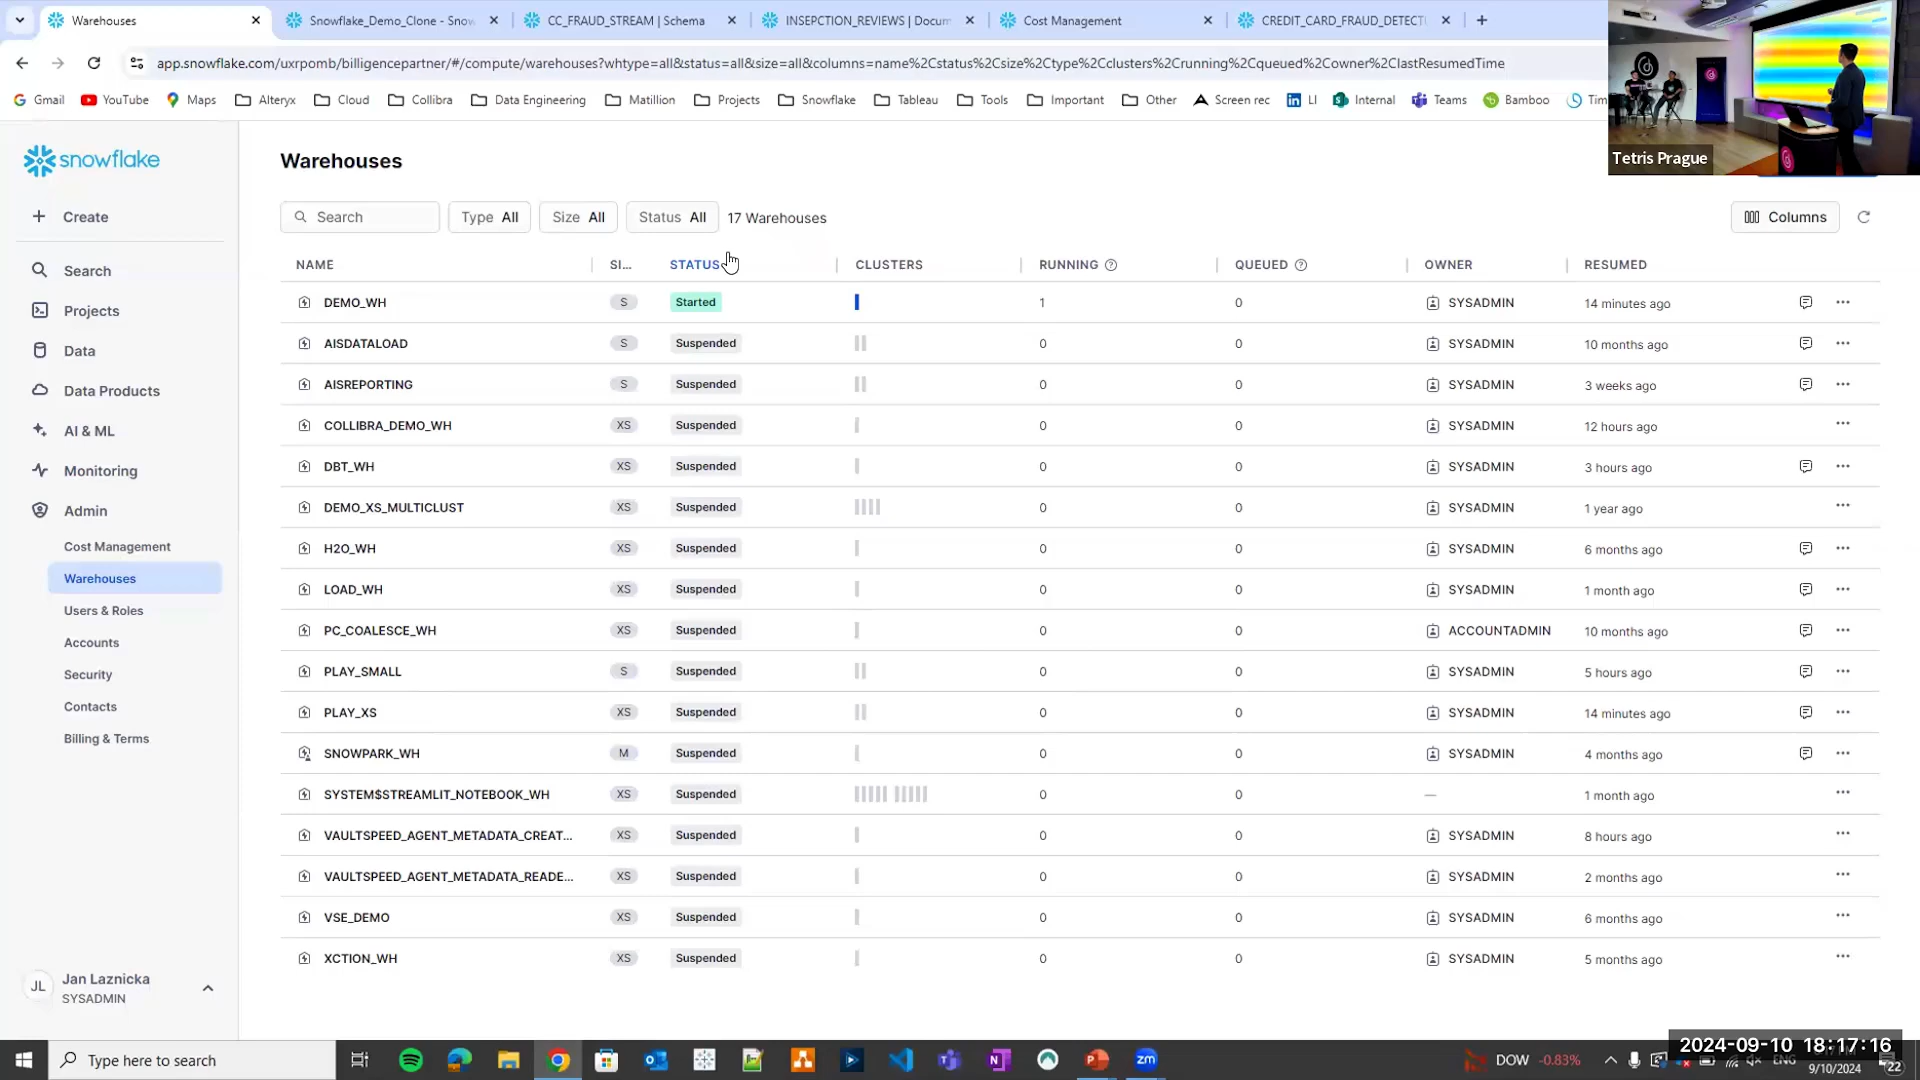 Warehouses
Snowflake_Demo_Clone - Snow
CC_FRAUD_STREAM | Schema
INSEPCTION_REVIEWS | Docum
Cost Management
CREDIT_CARD_FRAUD_DETECT
app.snowflake.com/uxrpomb/billigencepartner/#/compute/warehouses?whtype=all&status=all&size=all&columns=name%2Cstatus%2Csize%2Ctype%2Cclusters%2Crunning%2Cqueued%2Cowner%2ClastResumedTime
Gmail YouTube Maps Alteryx Cloud Collibra Data Engineering Matillion Projects Snowflake Tableau Tools Important Other Screen rec LI Internal Teams Bamboo Tim
Tetris Prague
snowflake
Create
Search
Projects
Data
Data Products
AI & ML
Monitoring
Admin
Cost Management
Warehouses
Users & Roles
Accounts
Security
Contacts
Billing & Terms
JL
Jan Laznicka
SYSADMIN
Warehouses
Search Type All Size All Status All 17 Warehouses Columns
NAME SI... STATUS CLUSTERS RUNNING QUEUED OWNER RESUMED
DEMO_WH S Started 1 0 SYSADMIN 14 minutes ago
AISDATALOAD S Suspended 0 0 SYSADMIN 10 months ago
AISREPORTING S Suspended 0 0 SYSADMIN 3 weeks ago
COLLIBRA_DEMO_WH XS Suspended 0 0 SYSADMIN 12 hours ago
DBT_WH XS Suspended 0 0 SYSADMIN 3 hours ago
DEMO_XS_MULTICLUST XS Suspended 0 0 SYSADMIN 1 year ago
H2O_WH XS Suspended 0 0 SYSADMIN 6 months ago
LOAD_WH XS Suspended 0 0 SYSADMIN 1 month ago
PC_COALESCE_WH XS Suspended 0 0 ACCOUNTADMIN 10 months ago
PLAY_SMALL S Suspended 0 0 SYSADMIN 5 hours ago
PLAY_XS XS Suspended 0 0 SYSADMIN 14 minutes ago
SNOWPARK_WH M Suspended 0 0 SYSADMIN 4 months ago
SYSTEM$STREAMLIT_NOTEBOOK_WH XS Suspended 0 0 — 1 month ago
VAULTSPEED_AGENT_METADATA_CREAT... XS Suspended 0 0 SYSADMIN 8 hours ago
VAULTSPEED_AGENT_METADATA_READE... XS Suspended 0 0 SYSADMIN 2 months ago
VSE_DEMO XS Suspended 0 0 SYSADMIN 6 months ago
XCTION_WH XS Suspended 0 0 SYSADMIN 5 months ago
Type here to search
zm
DOW -0.83%
2024-09-10 18:17:16
ENG
9/10/2024
22